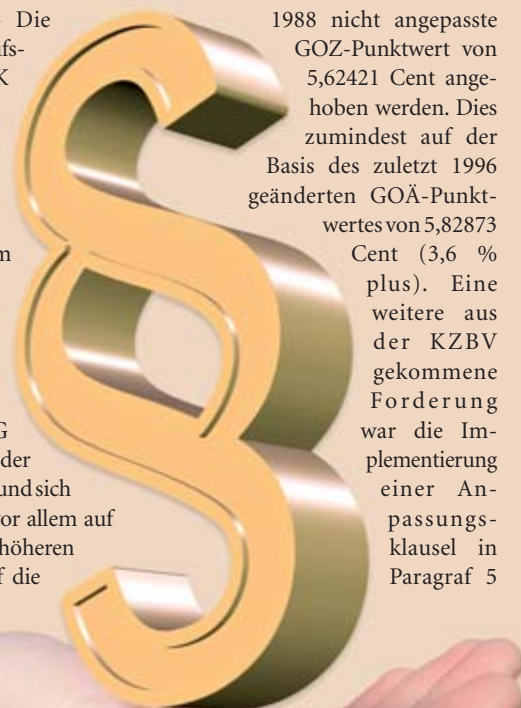 Die
ifs-
K
m
G
der
und sich
vor allem auf
höheren
f die
1988 nicht angepasste
GOZ-Punktwert von
5,62421 Cent ange-
hoben werden. Dies
zumindest auf der
Basis des zuletzt 1996
geänderten GOÄ-Punkt-
wertes von 5,82873
Cent (3,6 %
plus). Eine
weitere aus
der KZBV
gekommene
Forderung
war die Im-
plementierung
einer An-
passungs-
klausel in
Paragraf 5